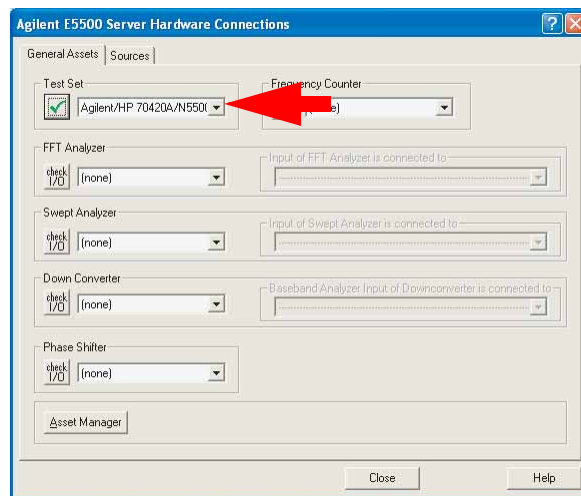 Agilent E5500 Server Hardware Connections
General Assets
Sources
Test Set
Agilent/HP 70420A/N550
Frequency Counter
FFT Analyzer
check I/O
(none)
Input of FFT Analyzer is connected to
Swept Analyzer
check I/O
(none)
Input of Swept Analyzer is connected to
Down Converter
check I/O
(none)
Baseband Analyzer Input of Downconverter is connected to
Phase Shifter
check I/O
(none)
Asset Manager
Close
Help